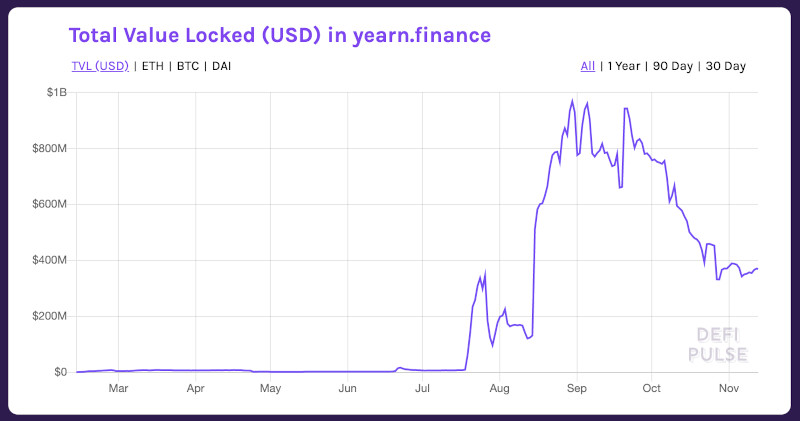 Total Value Locked (USD) in yearn.finance
TVL (USD) | ETH | BTC | DAI
All | 1 Year | 90 Day | 30 Day
$1B
$800M
$600M
$400M
$200M
$0
Mar Apr May Jun Jul Aug Sep Oct Nov
DEFI
PULSE